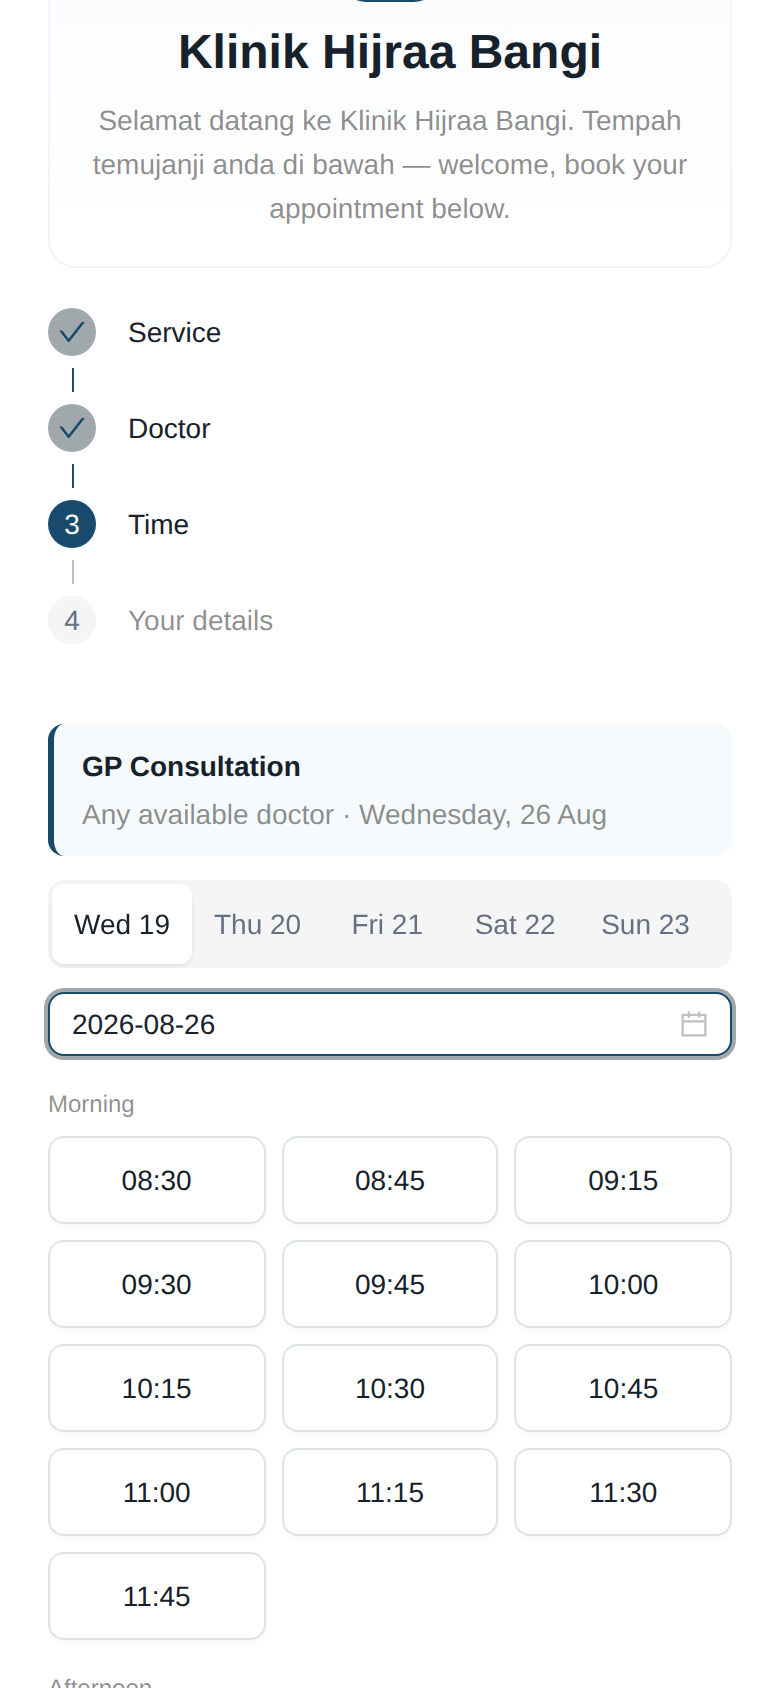 Klinik Hijraa Bangi
Selamat datang ke Klinik Hijraa Bangi. Tempah
temujanji anda di bawah — welcome, book your
appointment below.
Service
Doctor
3 Time
4 Your details
GP Consultation
Any available doctor · Wednesday, 26 Aug
Wed 19 Thu 20 Fri 21 Sat 22 Sun 23
2026-08-26
Morning
08:30 08:45 09:15
09:30 09:45 10:00
10:15 10:30 10:45
11:00 11:15 11:30
11:45
Afternoon